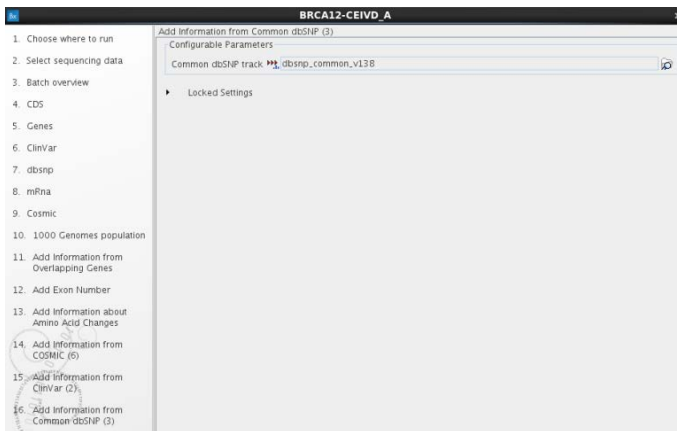 BRCA12-CEIVD_A
1. Choose where to run
2. Select sequencing data
3. Batch overview
4. CDS
5. Genes
6. ClinVar
7. dbsnp
8. mRna
9. Cosmic
10. 1000 Genomes population
11. Add Information from
Overlapping Genes
12. Add Exon Number
13. Add Information about
Amino Acid Changes
14. Add Information from
COSMIC (6)
15. Add Information from
ClinVar (2)
16. Add Information from
Common dbSNP (3)
Add Information from Common dbSNP (3)
Configurable Parameters
Common dbSNP track dbsnp_common_v138
Locked Settings